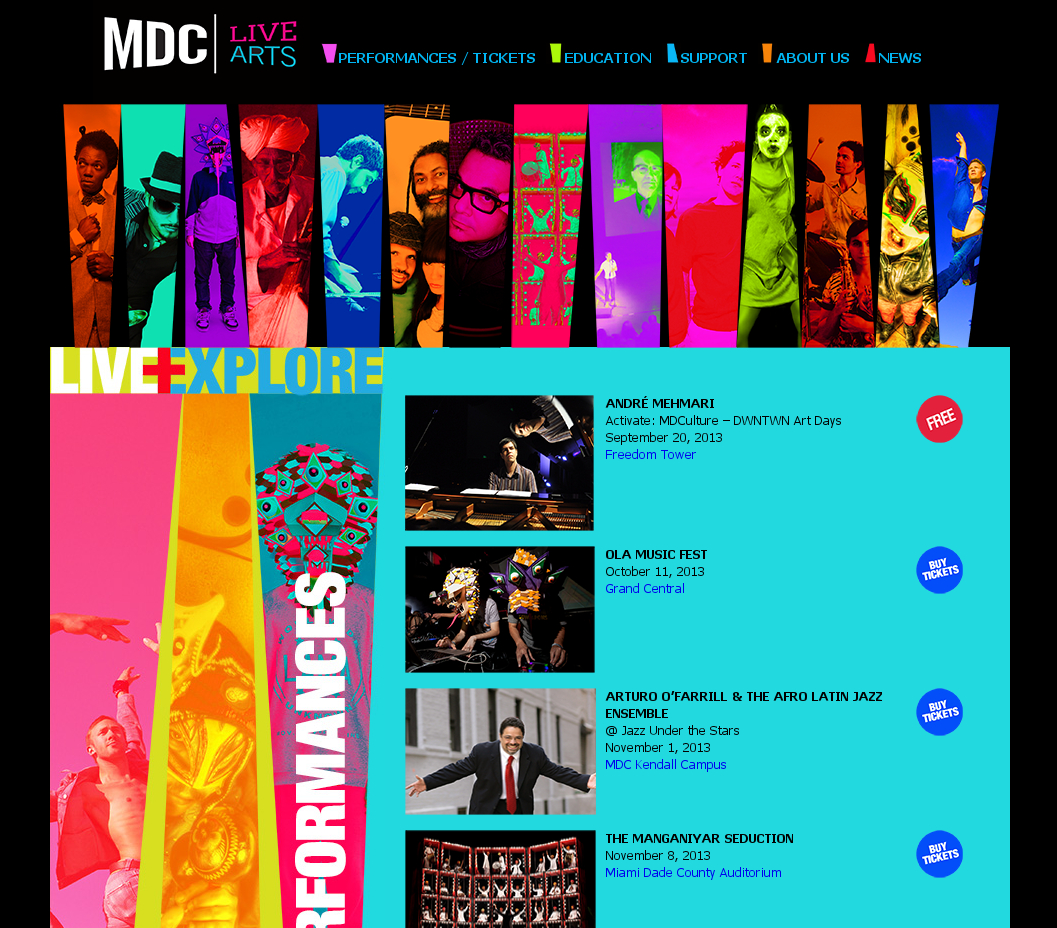 MDC LIVE ARTS
PERFORMANCES / TICKETS EDUCATION SUPPORT ABOUT US NEWS
LIVE+EXPLORE
ANDRÉ MEHMARI
Activate: MDCulture – DWNTWN Art Days
September 20, 2013
Freedom Tower
FREE
OLA MUSIC FEST
October 11, 2013
Grand Central
BUY TICKETS
ARTURO O'FARRILL & THE AFRO LATIN JAZZ
ENSEMBLE
@ Jazz Under the Stars
November 1, 2013
MDC Kendall Campus
BUY TICKETS
THE MANGANIYAR SEDUCTION
November 8, 2013
Miami Dade County Auditorium
BUY TICKETS
RFORMANCES